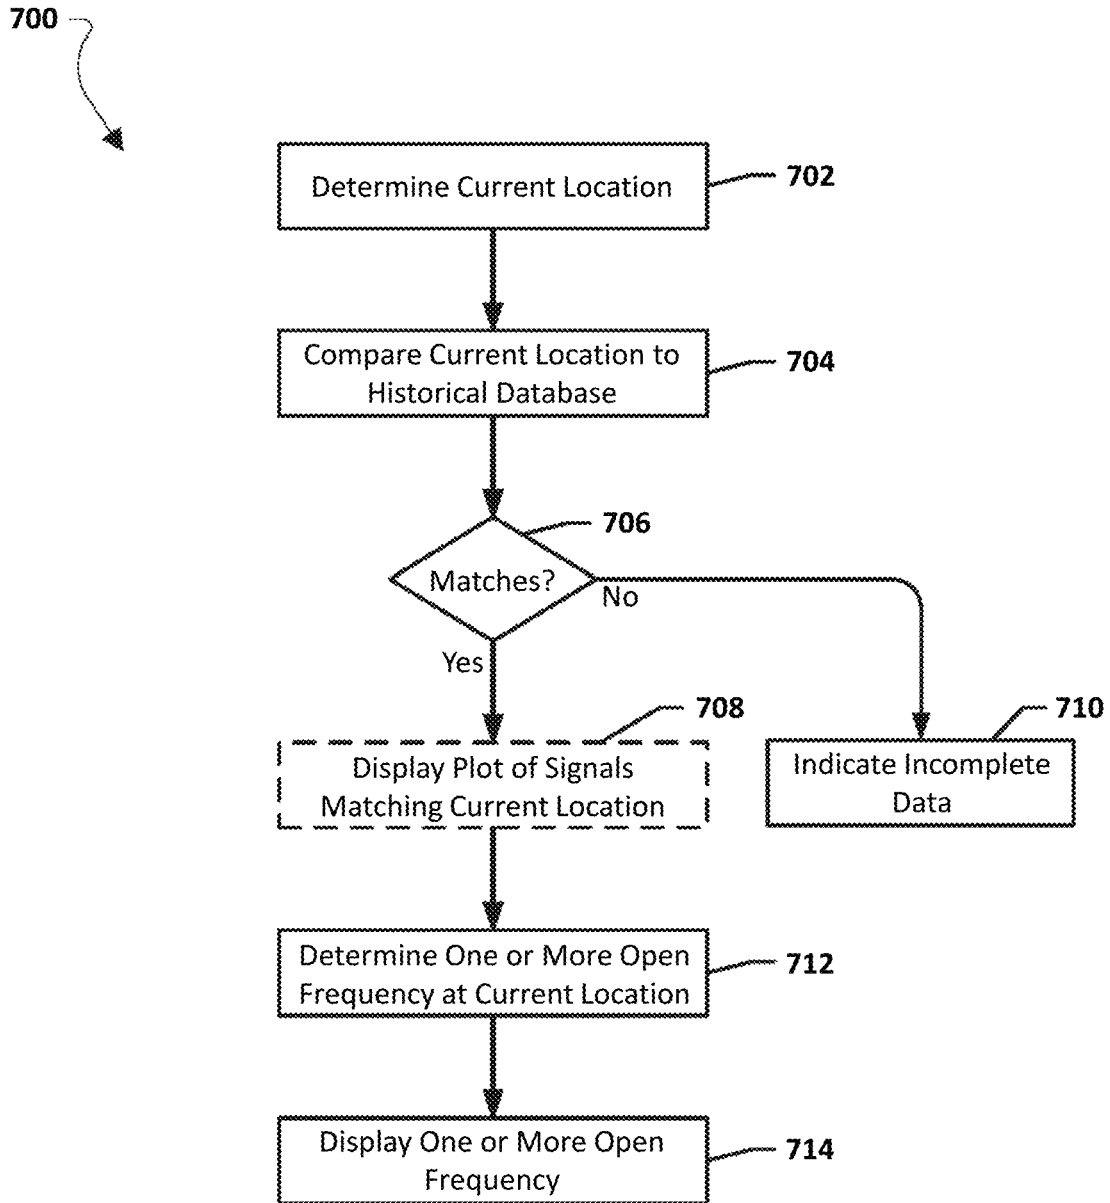 700
Determine Current Location
702
Compare Current Location to
Historical Database
704
706
Matches?
No
Yes
708
Display Plot of Signals
Matching Current Location
710
Indicate Incomplete
Data
Determine One or More Open
Frequency at Current Location
712
Display One or More Open
Frequency
714